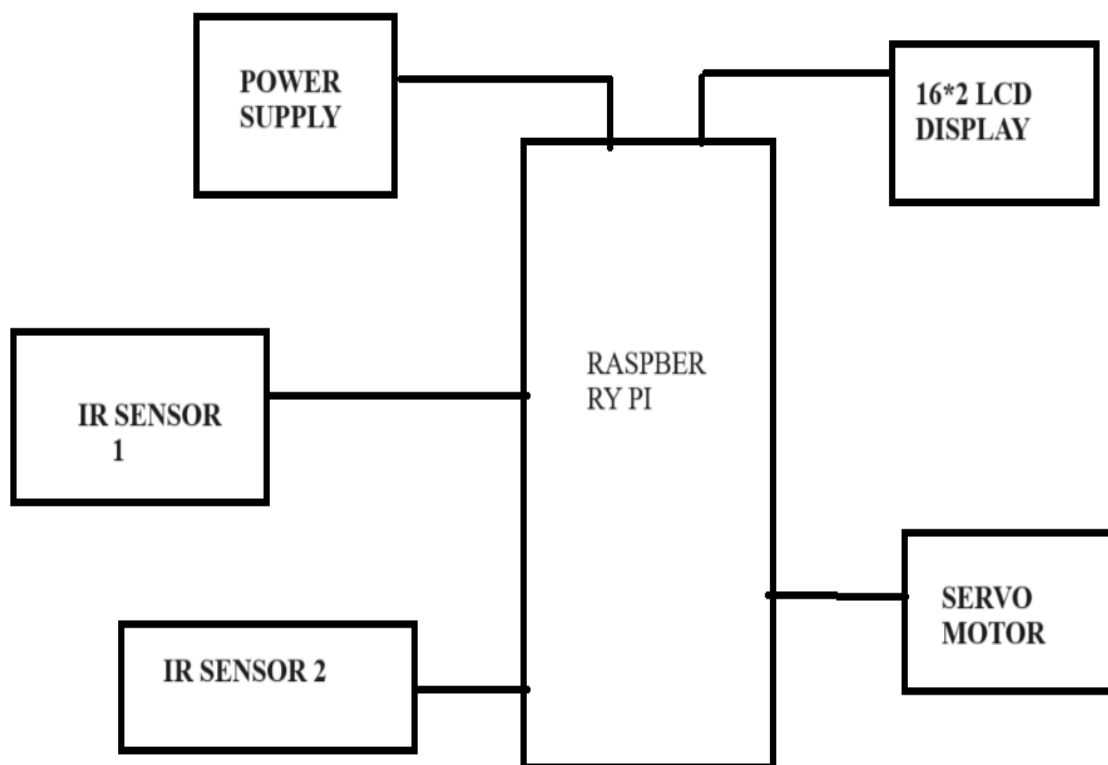 POWER
SUPPLY
16*2 LCD
DISPLAY
RASPBER
RY PI
IR SENSOR
1
SERVO
MOTOR
IR SENSOR 2